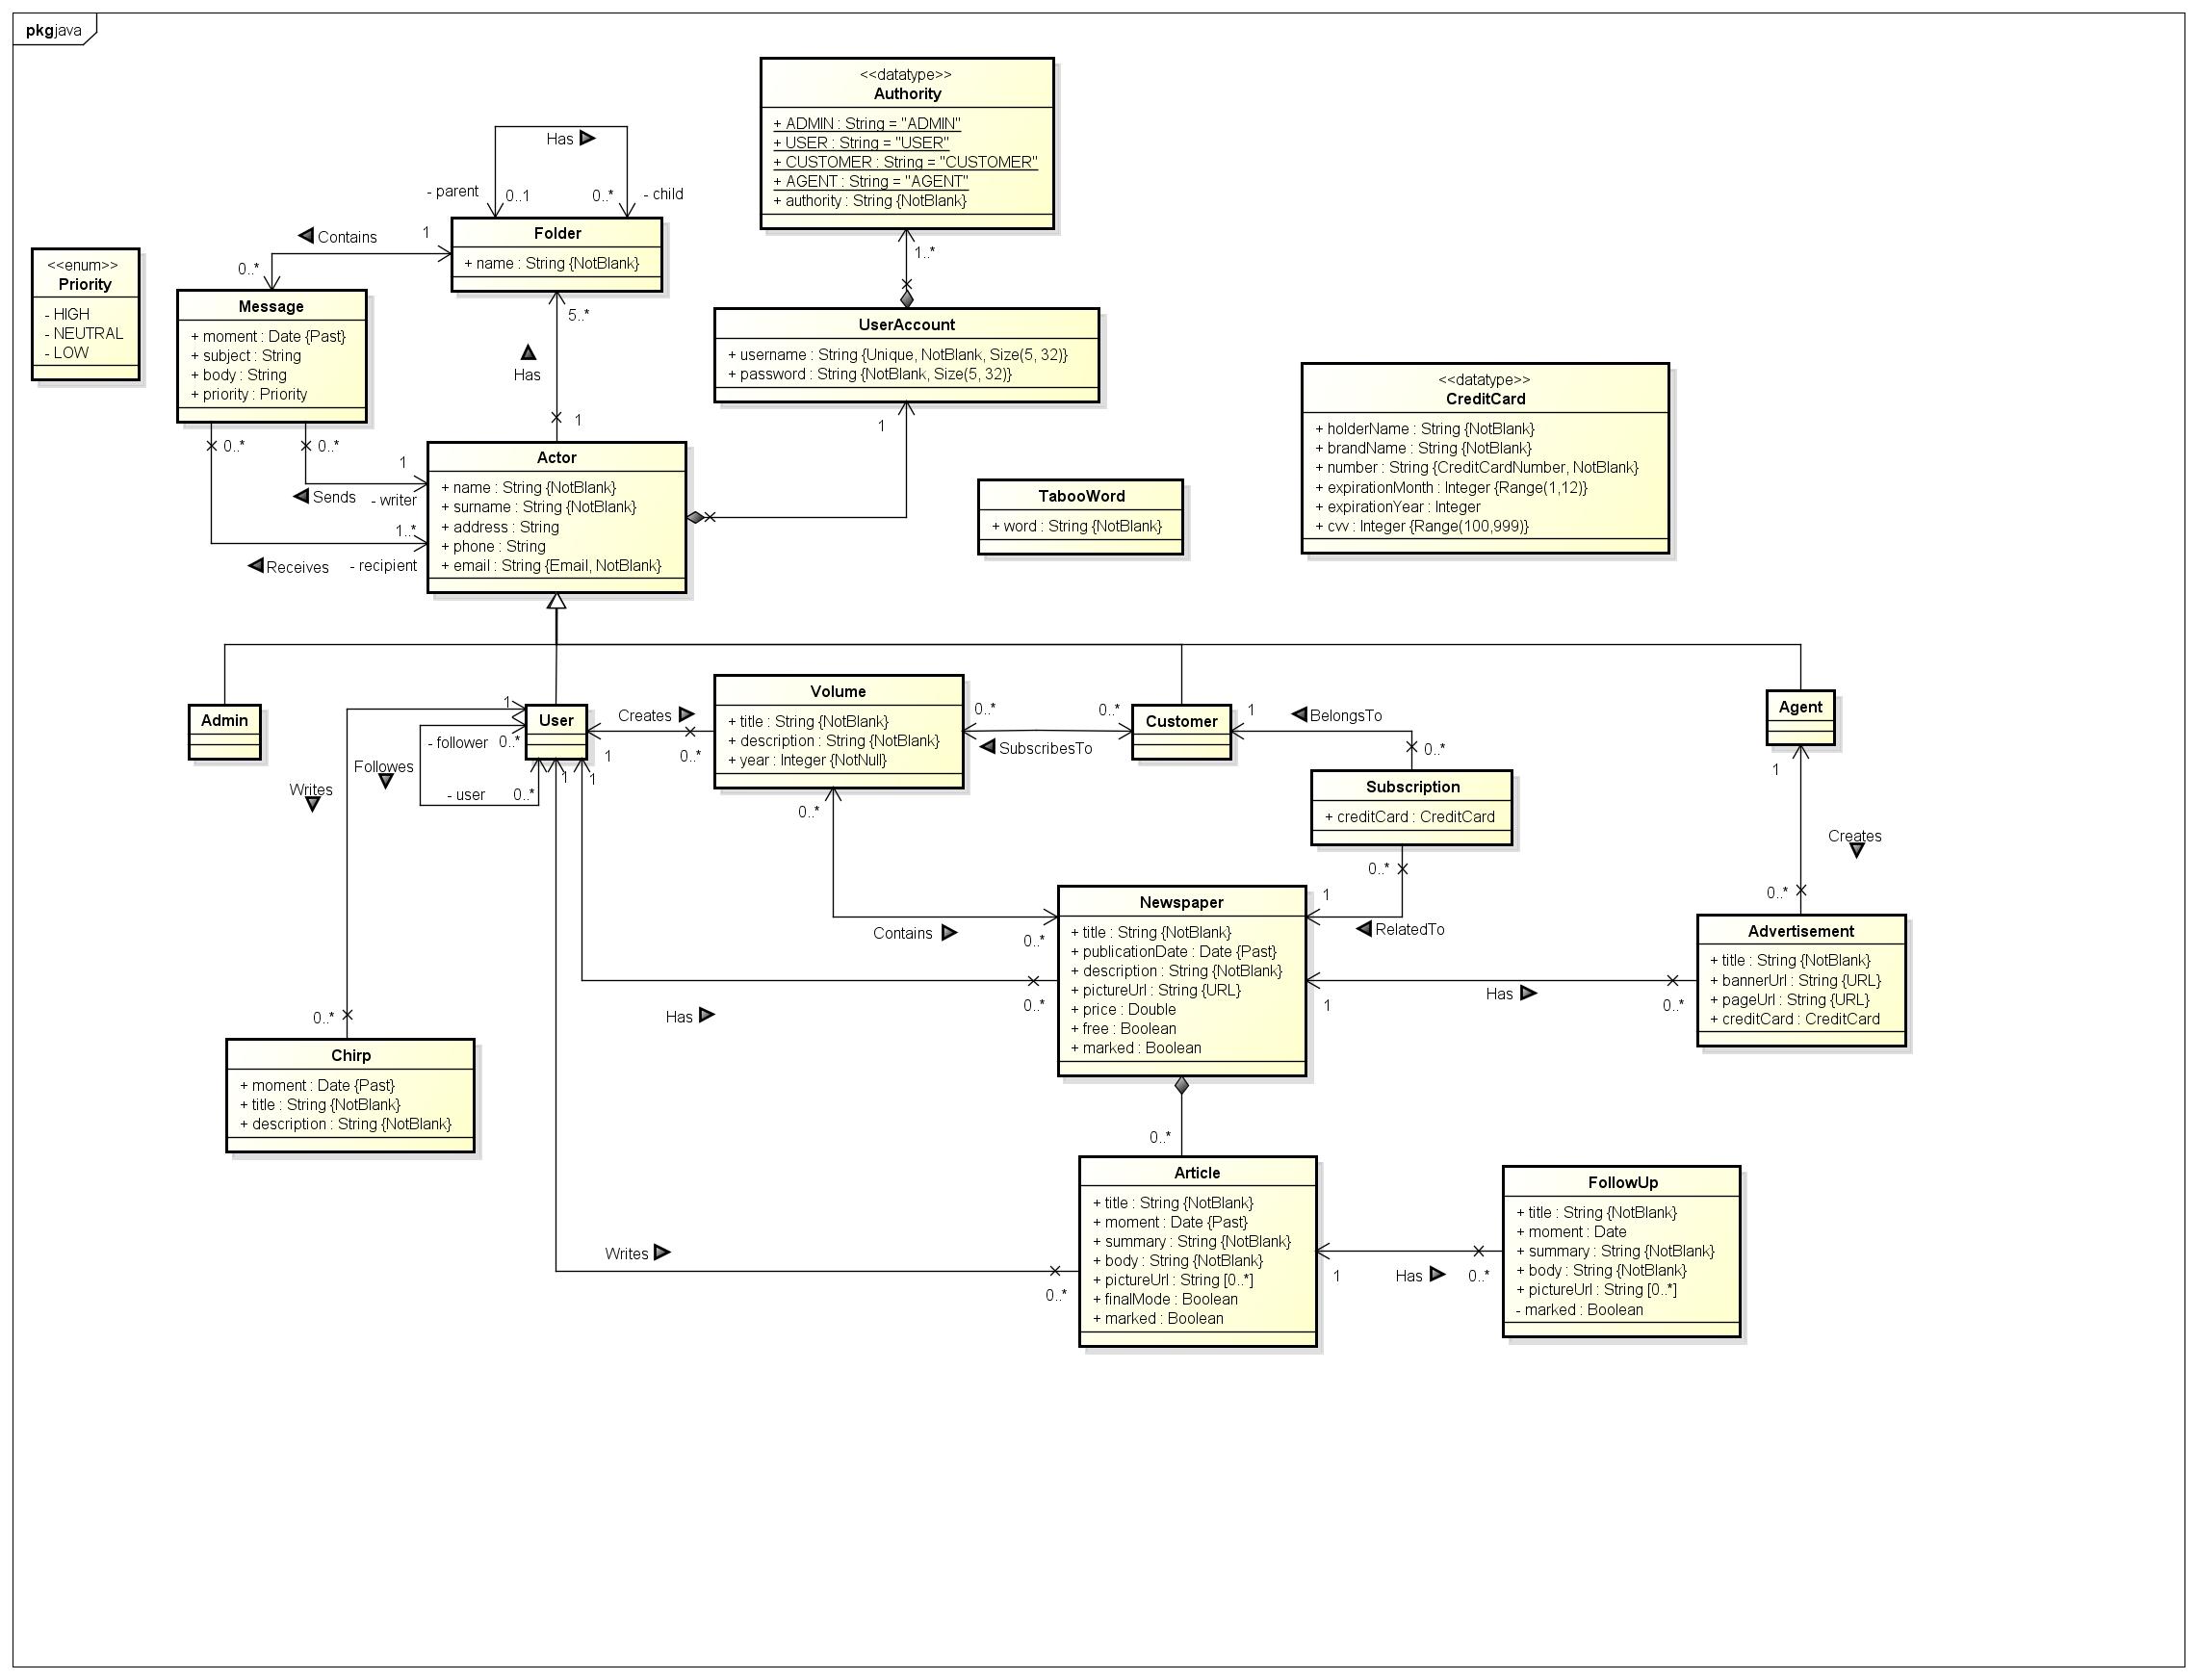 pkg java
<<datatype>>
Authority
+ ADMIN : String = "ADMIN"
+ USER : String = "USER"
+ CUSTOMER : String = "CUSTOMER"
+ AGENT : String = "AGENT"
+ authority : String {NotBlank}
Has
- parent
0..1
0..*
- child
Folder
+ name : String {NotBlank}
Contains
1
0..*
<<enum>>
Priority
- HIGH
- NEUTRAL
- LOW
Message
+ moment : Date {Past}
+ subject : String
+ body : String
+ priority : Priority
5..*
Has
1
1..*
UserAccount
+ username : String {Unique, NotBlank, Size(5, 32)}
+ password : String {NotBlank, Size(5, 32)}
1
<<datatype>>
CreditCard
+ holderName : String {NotBlank}
+ brandName : String {NotBlank}
+ number : String {CreditCardNumber, NotBlank}
+ expirationMonth : Integer {Range(1,12)}
+ expirationYear : Integer
+ cvv : Integer {Range(100,999)}
0..*
0..*
1
Sends
- writer
1..*
Receives
- recipient
Actor
+ name : String {NotBlank}
+ surname : String {NotBlank}
+ address : String
+ phone : String
+ email : String {Email, NotBlank}
TabooWord
+ word : String {NotBlank}
Admin
1
User
- follower
0..*
Followes
- user
0..*
1
1
Writes
Creates
1
0..*
Volume
+ title : String {NotBlank}
+ description : String {NotBlank}
+ year : Integer {NotNull}
0..*
0..*
SubscribesTo
Customer
1
BelongsTo
0..*
Agent
1
Subscription
+ creditCard : CreditCard
0..*
Creates
0..*
0..*
1
RelatedTo
Contains
0..*
Newspaper
+ title : String {NotBlank}
+ publicationDate : Date {Past}
+ description : String {NotBlank}
+ pictureUrl : String {URL}
+ price : Double
+ free : Boolean
+ marked : Boolean
Has
0..*
1
Has
0..*
Advertisement
+ title : String {NotBlank}
+ bannerUrl : String {URL}
+ pageUrl : String {URL}
+ creditCard : CreditCard
0..*
Chirp
+ moment : Date {Past}
+ title : String {NotBlank}
+ description : String {NotBlank}
0..*
Article
+ title : String {NotBlank}
+ moment : Date {Past}
+ summary : String {NotBlank}
+ body : String {NotBlank}
+ pictureUrl : String [0..*]
+ finalMode : Boolean
+ marked : Boolean
Writes
0..*
1
Has
0..*
FollowUp
+ title : String {NotBlank}
+ moment : Date
+ summary : String {NotBlank}
+ body : String {NotBlank}
+ pictureUrl : String [0..*]
- marked : Boolean